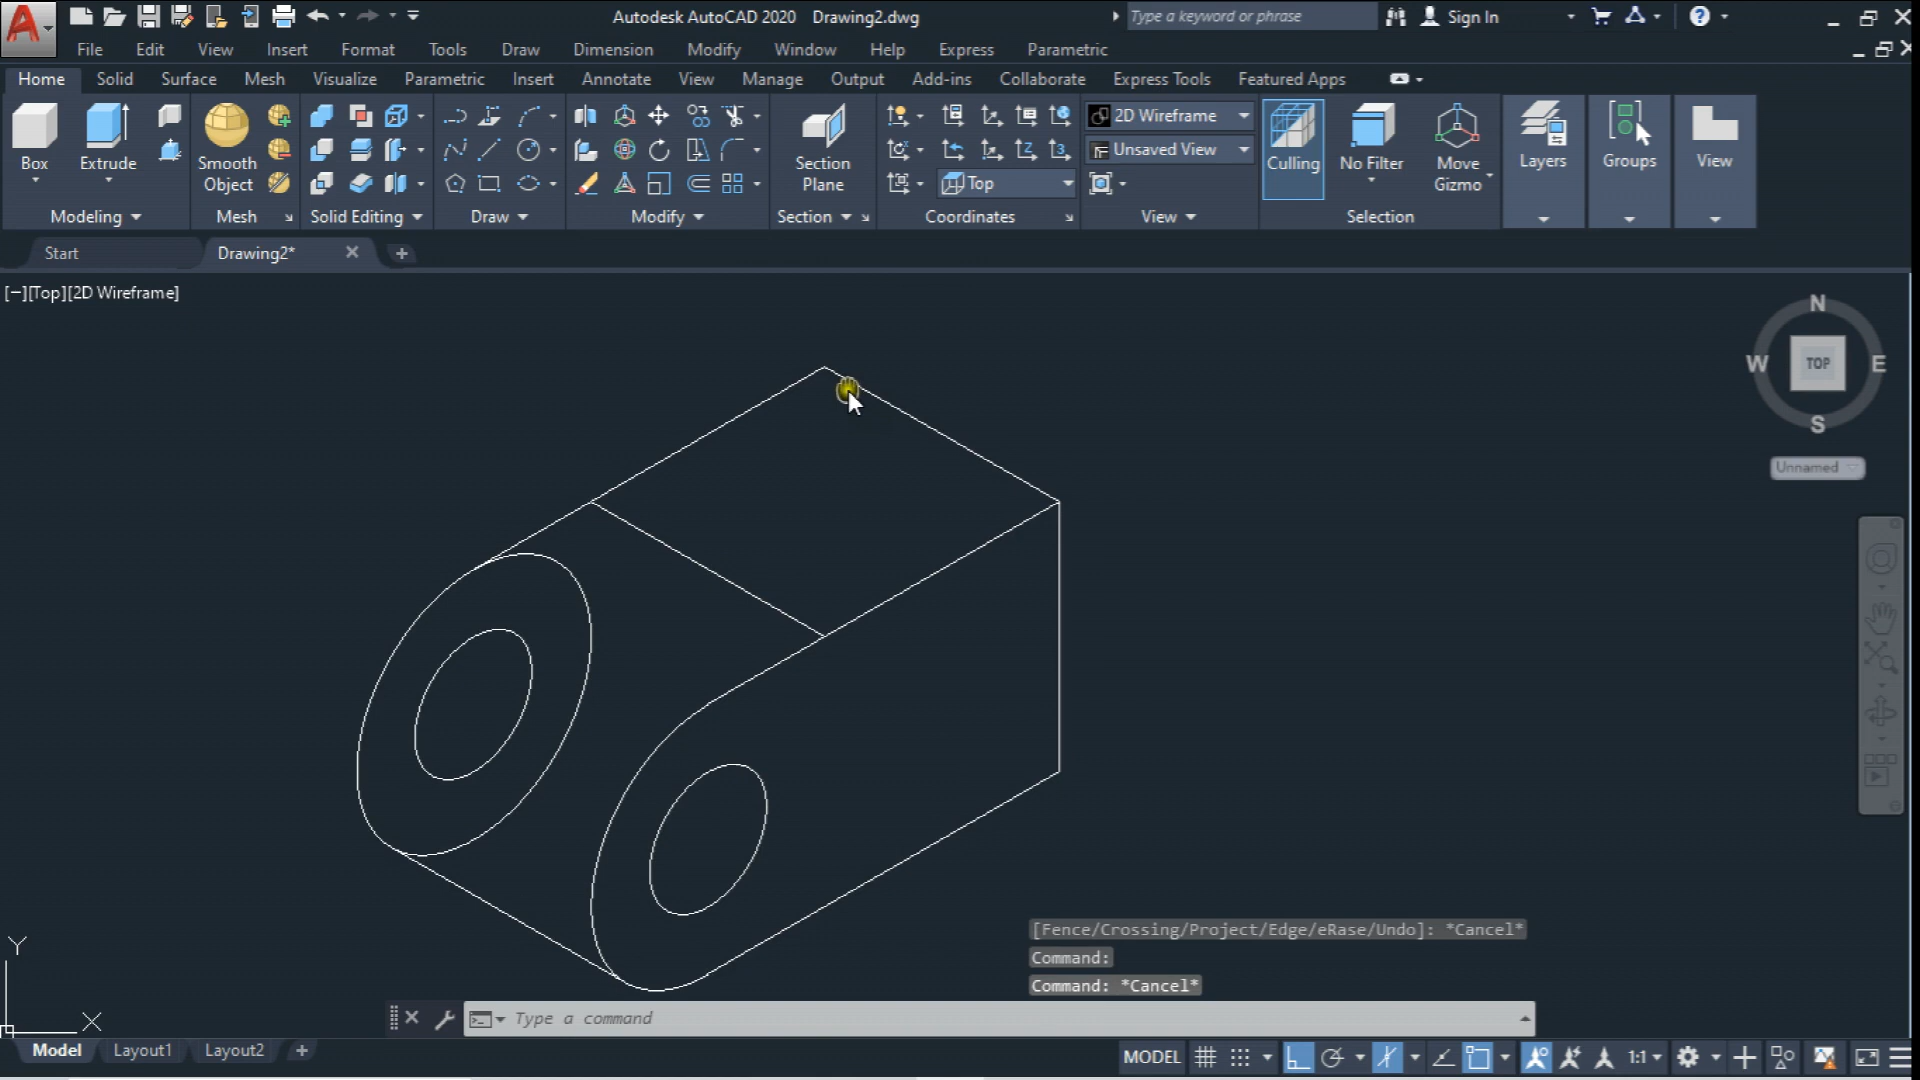 Autodesk AutoCAD 2020 Drawing2.dwg
Type a keyword or phrase
Sign In
File Edit View Insert Format Tools Draw Dimension Modify Window Help Express Parametric
Home Solid Surface Mesh Visualize Parametric Insert Annotate View Manage Output Add-ins Collaborate Express Tools Featured Apps
2D Wireframe
Unsaved View
Top
Box
Extrude
Smooth
Object
Section
Plane
Culling
No Filter
Move
Gizmo
Layers
Groups
View
Modeling Mesh Solid Editing Draw Modify Section Coordinates View Selection
Start Drawing2*
[−][Top][2D Wireframe]
N
W TOP E
S
Unnamed
[Fence/Crossing/Project/Edge/eRase/Undo]: *Cancel*
Command:
Command: *Cancel*
Y
X
Type a command
Model Layout1 Layout2
MODEL
1:1